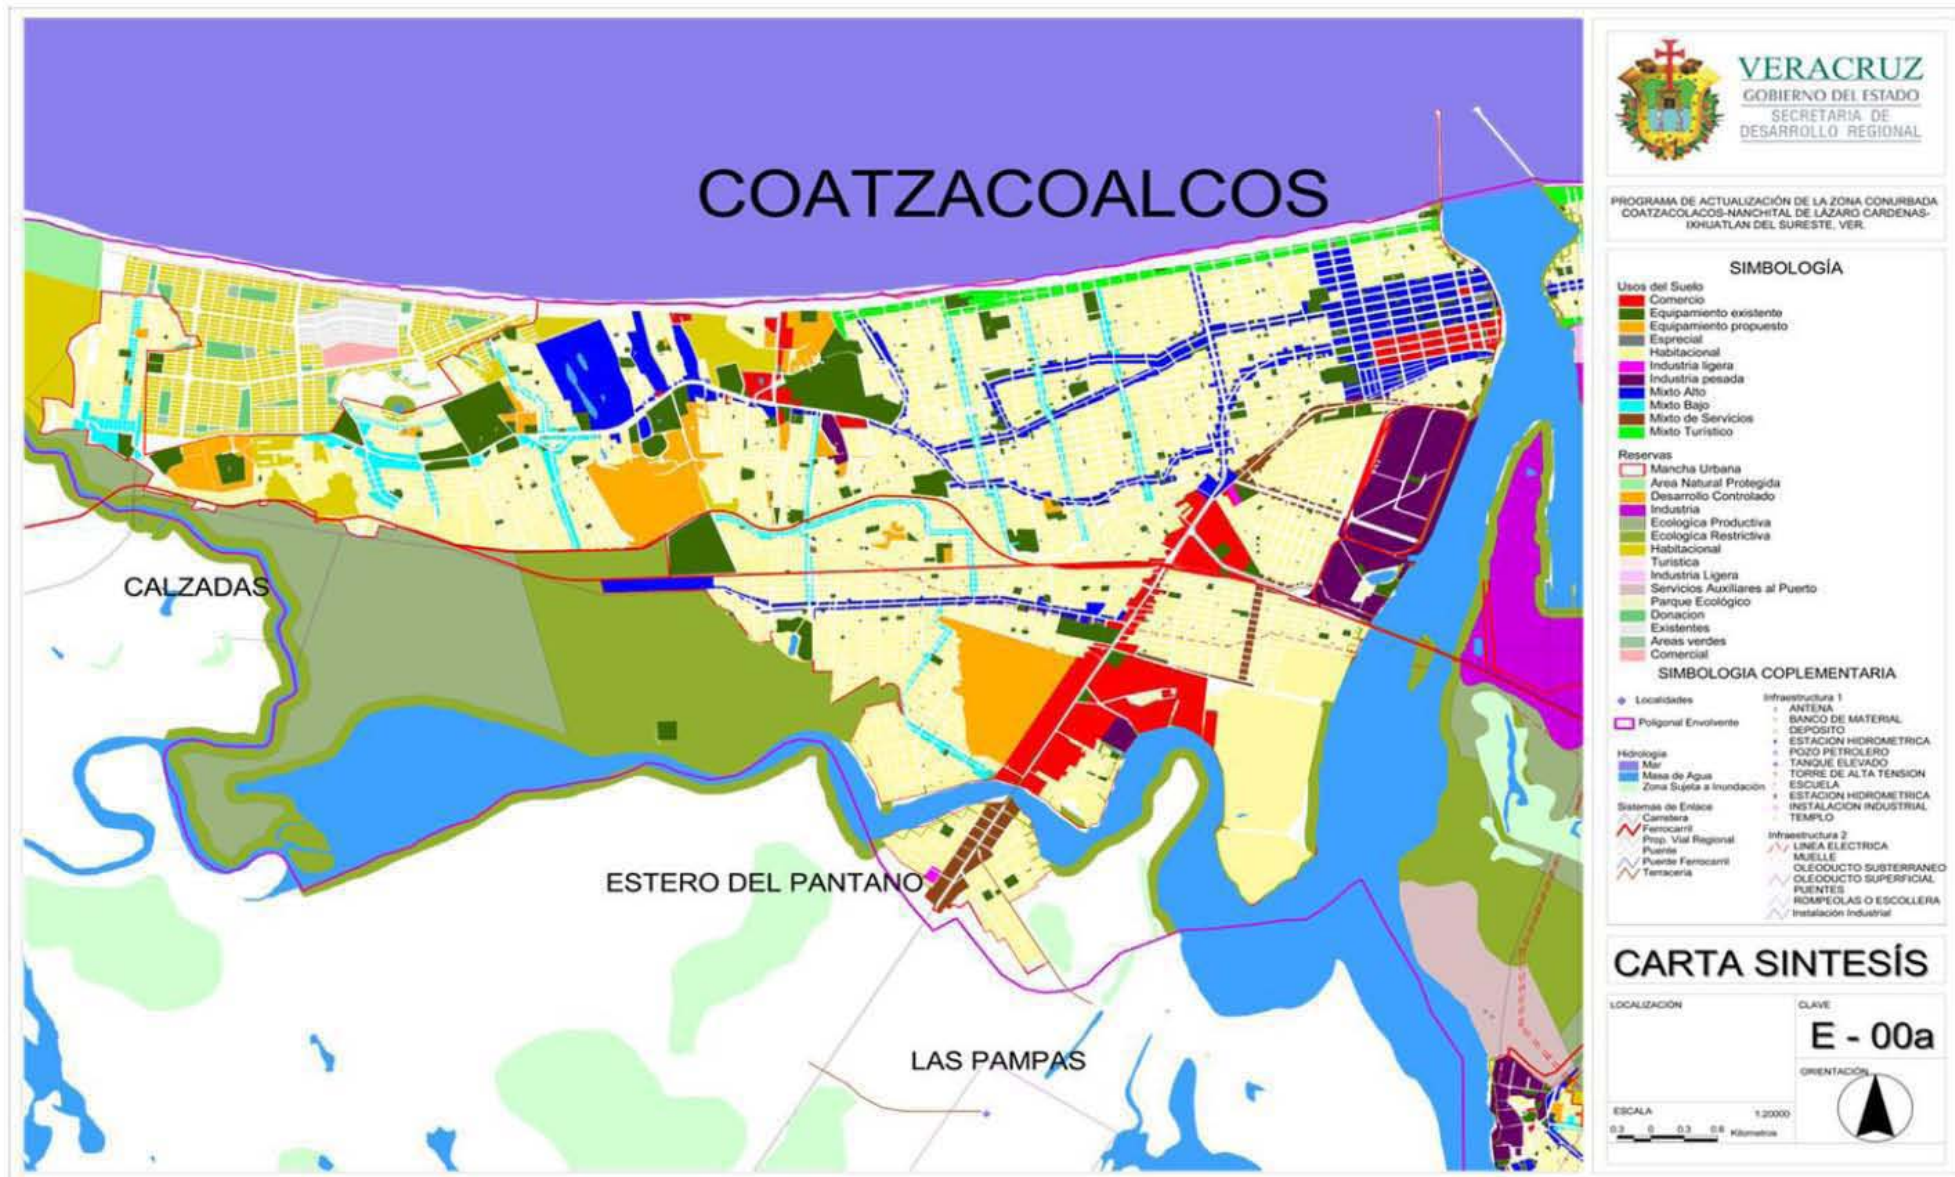 COATZACOALCOS
CALZADAS
ESTERO DEL PANTANO
LAS PAMPAS
VERACRUZ
GOBIERNO DEL ESTADO
SECRETARIA DE
DESARROLLO REGIONAL
PROGRAMA DE ACTUALIZACIÓN DE LA ZONA CONURBADA
COATZACOLACOS-NANCHITAL DE LÁZARO CARDENAS-
IXHUATLAN DEL SURESTE, VER.
SIMBOLOGÍA
Usos del Suelo
Comercio
Equipamiento existente
Equipamiento propuesto
Esprecial
Habitacional
Industria ligera
Industria pesada
Mixto Alto
Mixto Bajo
Mixto de Servicios
Mixto Turístico
Reservas
Mancha Urbana
Area Natural Protegida
Desarrollo Controlado
Industria
Ecologica Productiva
Ecologica Restrictiva
Habitacional
Turistica
Industria Ligera
Servicios Auxiliares al Puerto
Parque Ecológico
Donacion
Existentes
Areas verdes
Comercial
SIMBOLOGIA COPLEMENTARIA
Localidades
Poligonal Envolvente
Hidrologia
Mar
Masa de Agua
Zona Sujeta a Inundación
Sistemas de Enlace
Carretera
Ferrocarril
Prop. Vial Regional
Puente
Puente Ferrocarril
Terraceria
Infraestructura 1
ANTENA
BANCO DE MATERIAL
DEPOSITO
ESTACION HIDROMETRICA
POZO PETROLERO
TANQUE ELEVADO
TORRE DE ALTA TENSION
ESCUELA
ESTACION HIDROMETRICA
INSTALACION INDUSTRIAL
TEMPLO
Infraestructura 2
LINEA ELECTRICA
MUELLE
OLEODUCTO SUBTERRANEO
OLEODUCTO SUPERFICIAL
PUENTES
ROMPEOLAS O ESCOLLERA
Instalación Industrial
CARTA SINTESÍS
LOCALIZACIÓN
CLAVE
E - 00a
ORIENTACIÓN
ESCALA
1:20000
0.3 0 0.3 0.6 Kilometros